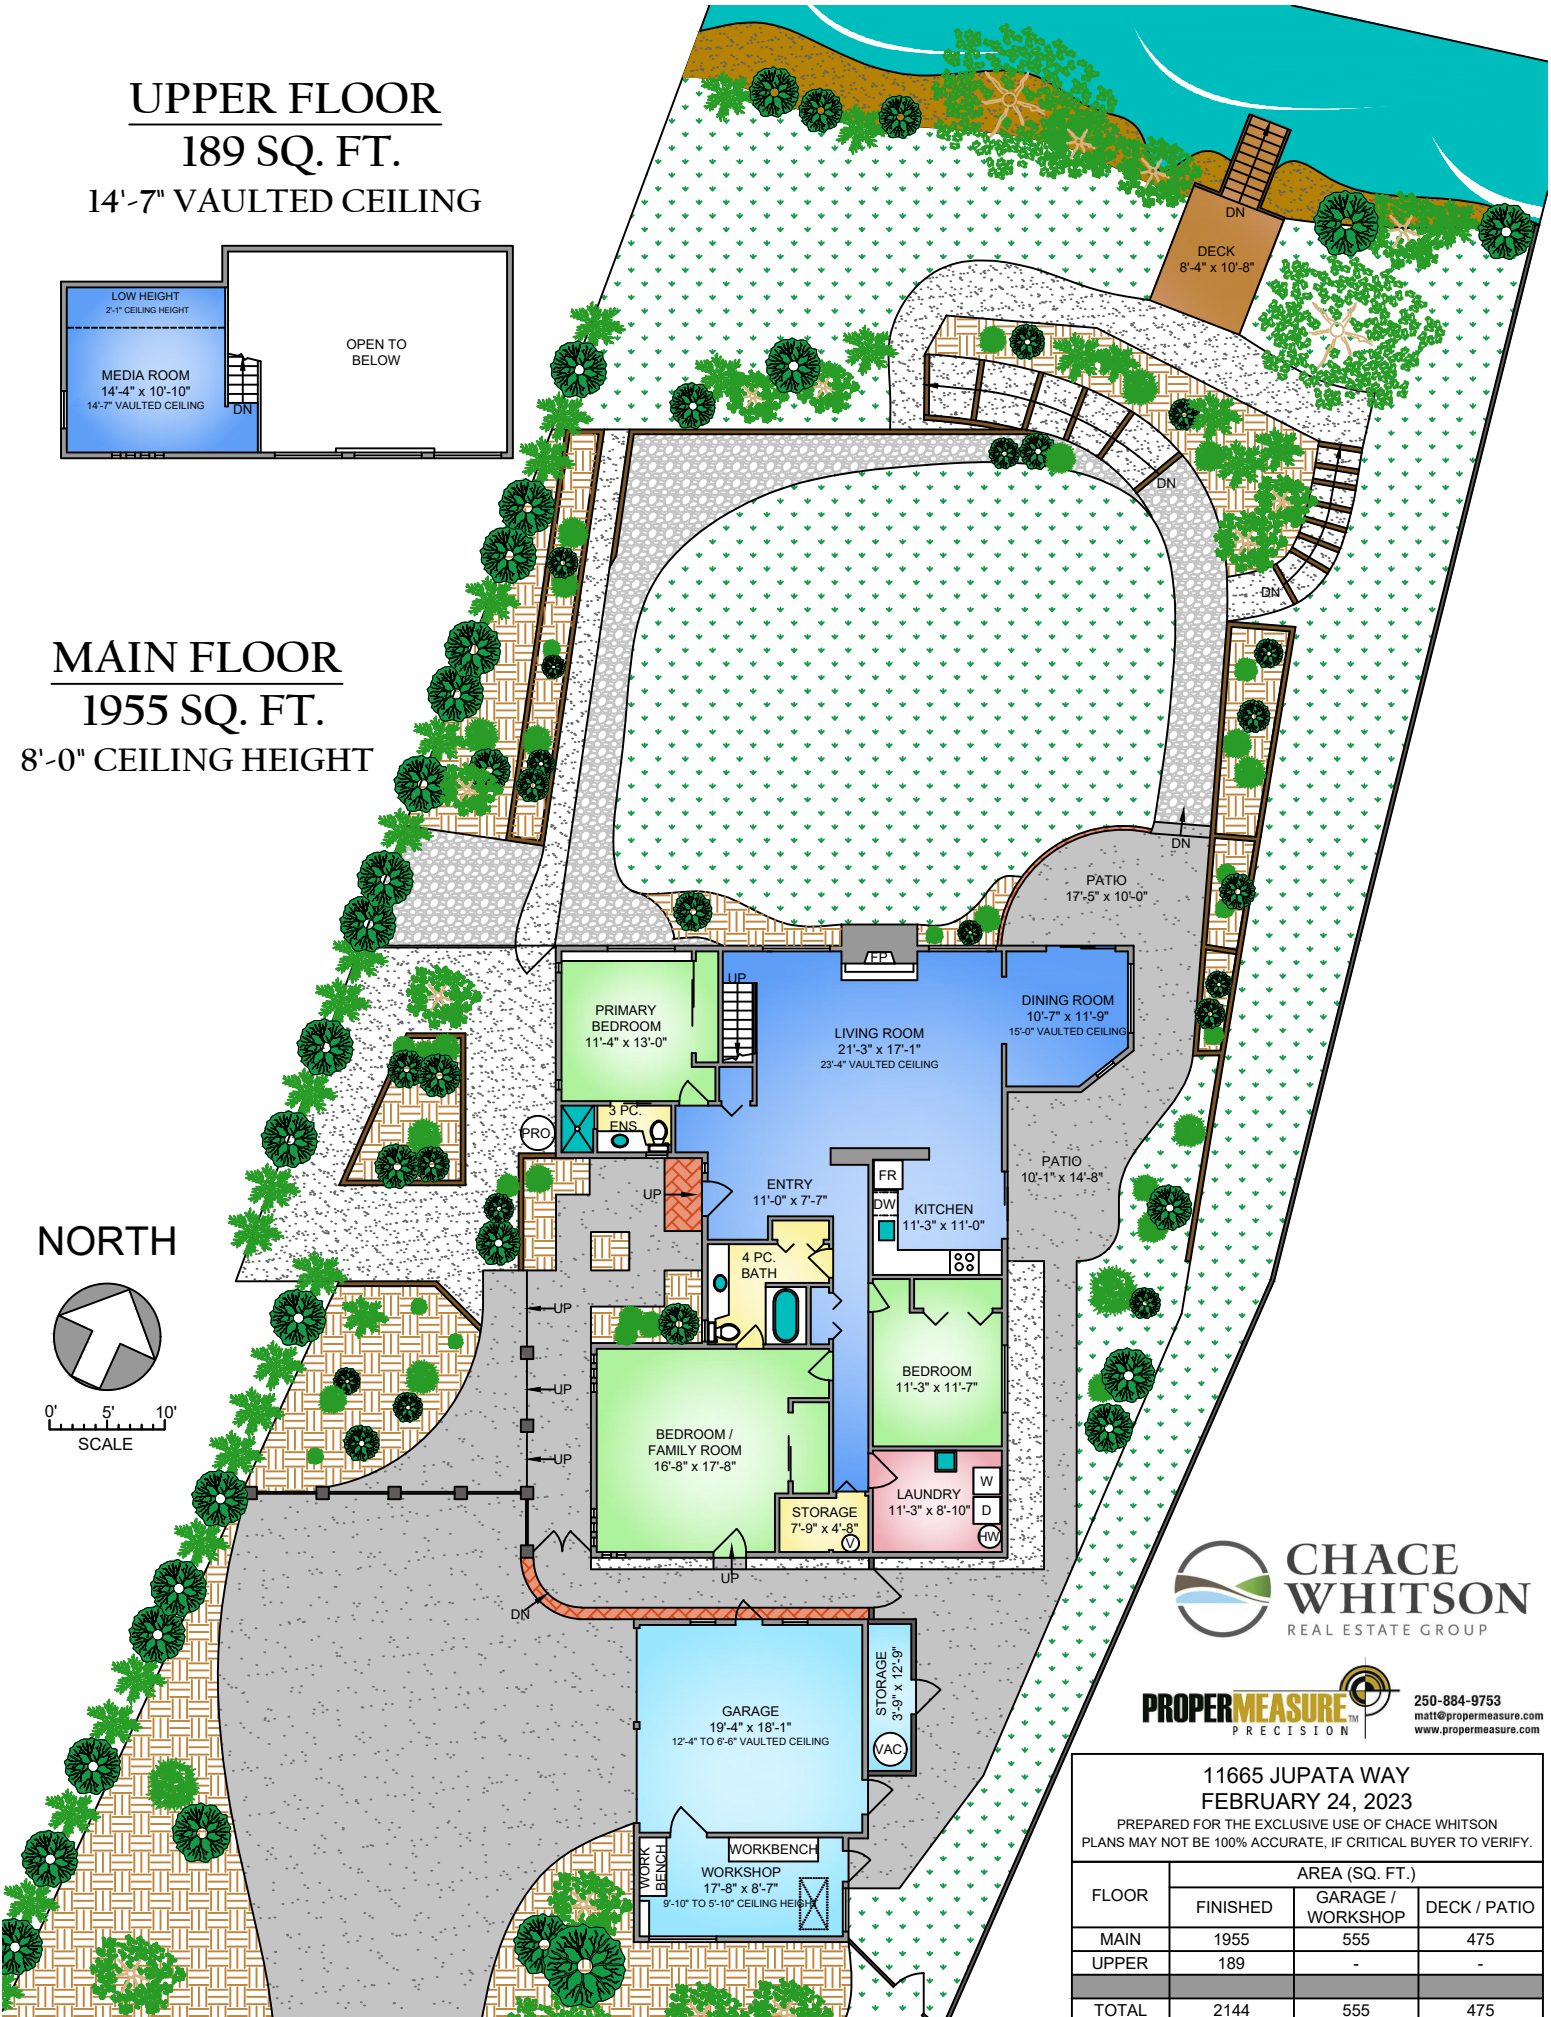 UPPER FLOOR
189 SQ. FT.
14'-7" VAULTED CEILING
LOW HEIGHT
2'-1" CEILING HEIGHT
MEDIA ROOM
14'-4" x 10'-10"
14'-7" VAULTED CEILING
DN
OPEN TO
BELOW
DN
DECK
8'-4" x 10'-8"
DN
DN
MAIN FLOOR
1955 SQ. FT.
8'-0" CEILING HEIGHT
DN
PATIO
17'-5" x 10'-0"
FP
UP
PRIMARY
BEDROOM
11'-4" x 13'-0"
LIVING ROOM
21'-3" x 17'-1"
23'-4" VAULTED CEILING
DINING ROOM
10'-7" x 11'-9"
15'-0" VAULTED CEILING
3 PC.
ENS
PRO.
PATIO
10'-1" x 14'-8"
UP
ENTRY
11'-0" x 7'-7"
FR
DW
KITCHEN
11'-3" x 11'-0"
4 PC.
BATH
UP
UP
UP
BEDROOM
11'-3" x 11'-7"
BEDROOM /
FAMILY ROOM
16'-8" x 17'-8"
STORAGE
7'-9" x 4'-8"
V
LAUNDRY
11'-3" x 8'-10"
W
D
HW
UP
DN
NORTH
0' 5' 10'
SCALE
GARAGE
19'-4" x 18'-1"
12'-4" TO 6'-6" VAULTED CEILING
STORAGE
3'-9" x 12'-9"
VAC.
WORK
BENCH
WORKBENCH
WORKSHOP
17'-8" x 8'-7"
9'-10" TO 5'-10" CEILING HEIGHT
CHACE
WHITSON
REAL ESTATE GROUP
PROPERMEASURE TM
PRECISION
250-884-9753
matt@propermeasure.com
www.propermeasure.com
11665 JUPATA WAY
FEBRUARY 24, 2023
PREPARED FOR THE EXCLUSIVE USE OF CHACE WHITSON
PLANS MAY NOT BE 100% ACCURATE, IF CRITICAL BUYER TO VERIFY.
FLOOR AREA (SQ. FT.)
FINISHED GARAGE / WORKSHOP DECK / PATIO
MAIN 1955 555 475
UPPER 189 - -
TOTAL 2144 555 475